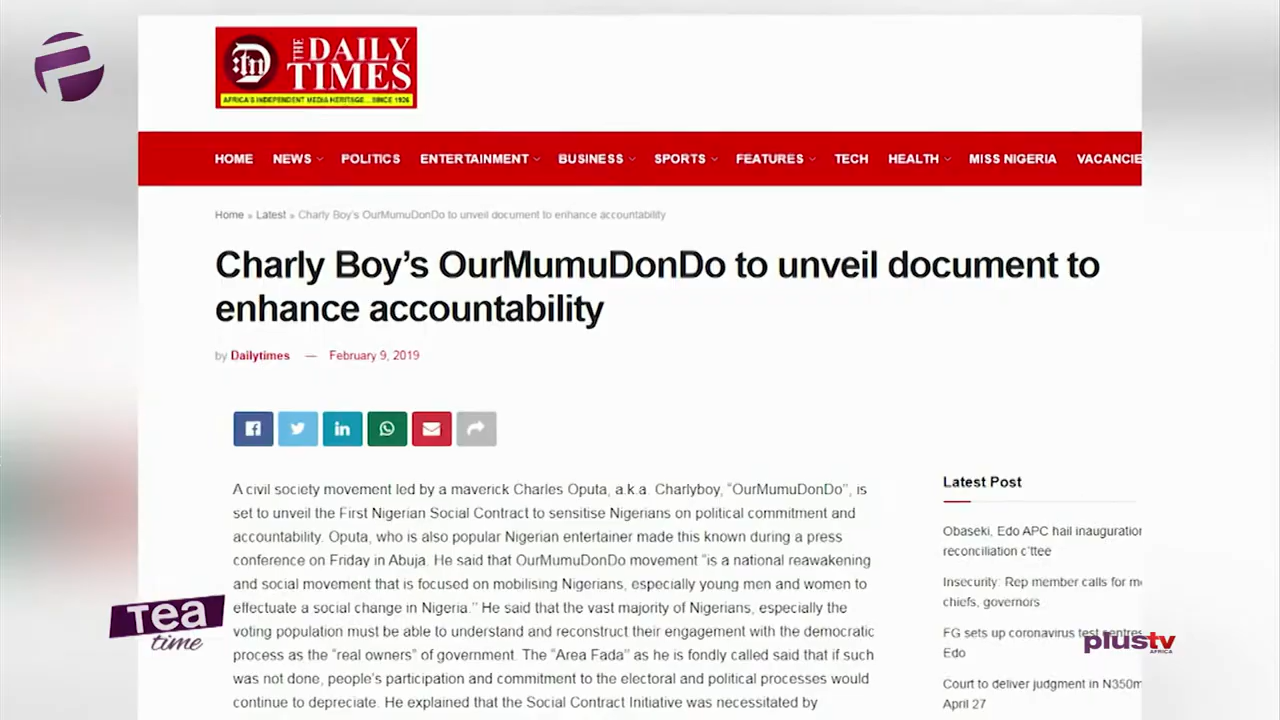 THE DAILY TIMES
AFRICA'S INDEPENDENT MEDIA HERITAGE... SINCE 1926
HOME NEWS POLITICS ENTERTAINMENT BUSINESS SPORTS FEATURES TECH HEALTH MISS NIGERIA VACANCIE
Home » Latest » Charly Boy's OurMumuDonDo to unveil document to enhance accountability
Charly Boy's OurMumuDonDo to unveil document to
enhance accountability
by Dailytimes — February 9, 2019
A civil society movement led by a maverick Charles Oputa, a.k.a. Charlyboy, "OurMumuDonDo", is
set to unveil the First Nigerian Social Contract to sensitise Nigerians on political commitment and
accountability. Oputa, who is also popular Nigerian entertainer made this known during a press
conference on Friday in Abuja. He said that OurMumuDonDo movement "is a national reawakening
and social movement that is focused on mobilising Nigerians, especially young men and women to
effectuate a social change in Nigeria." He said that the vast majority of Nigerians, especially the
voting population must be able to understand and reconstruct their engagement with the democratic
process as the "real owners" of government. The "Area Fada" as he is fondly called said that if such
was not done, people's participation and commitment to the electoral and political processes would
continue to depreciate. He explained that the Social Contract Initiative was necessitated by
Latest Post
Obaseki, Edo APC hail inauguration
reconciliation c'ttee
Insecurity: Rep member calls for
chiefs, governors
FG sets up coronavirus test centres
Edo
Court to deliver judgment in N350m
April 27
Tea
time
plustv
AFRICA